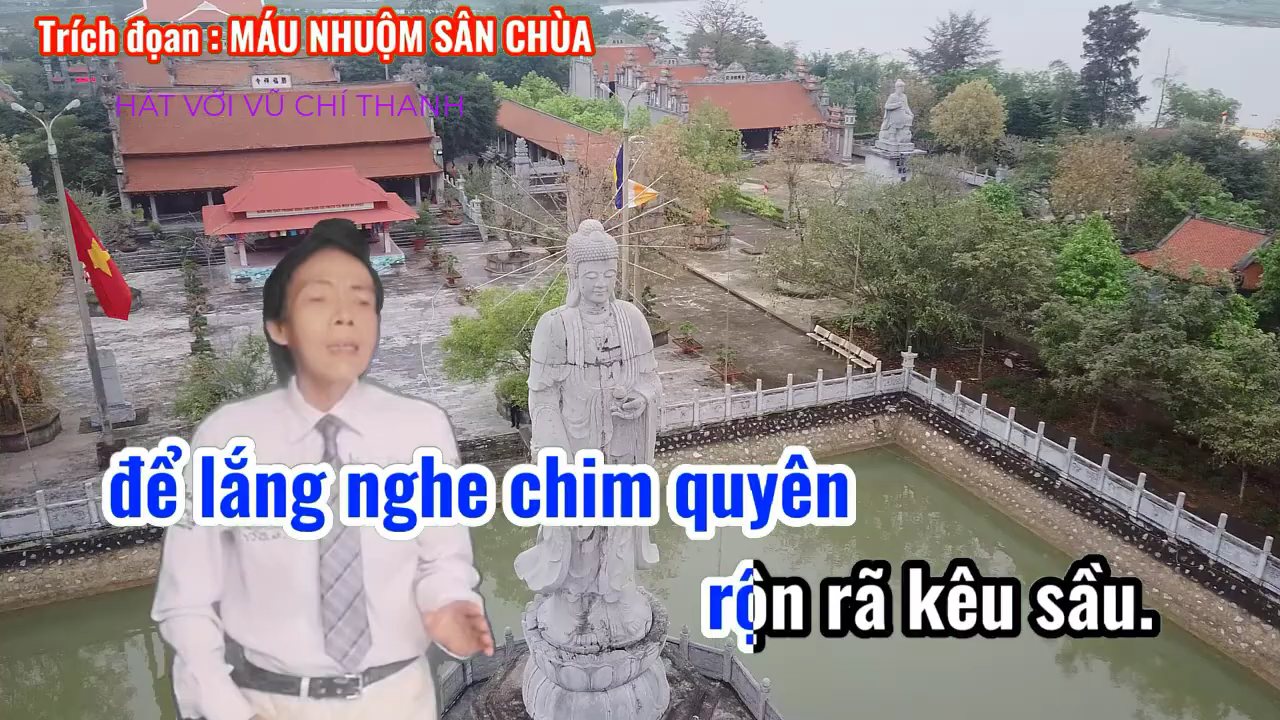 Trích đọan : MÁU NHUỘM SÂN CHÙA
HÁT VỚI VŨ CHÍ THANH
để lắng nghe chim quyên
rộn rã kêu sầu.